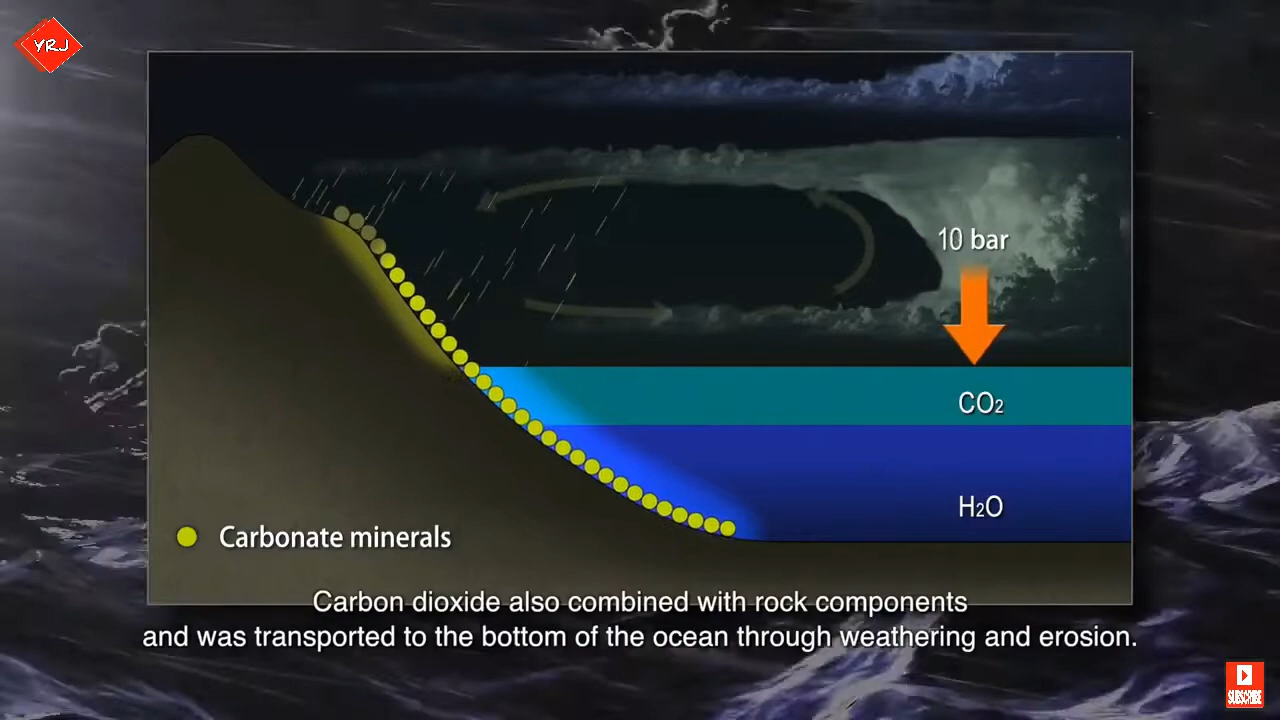 YRJ
10 bar
CO₂
H₂O
Carbonate minerals
Carbon dioxide also combined with rock components
and was transported to the bottom of the ocean through weathering and erosion.
SUBSCRIBE